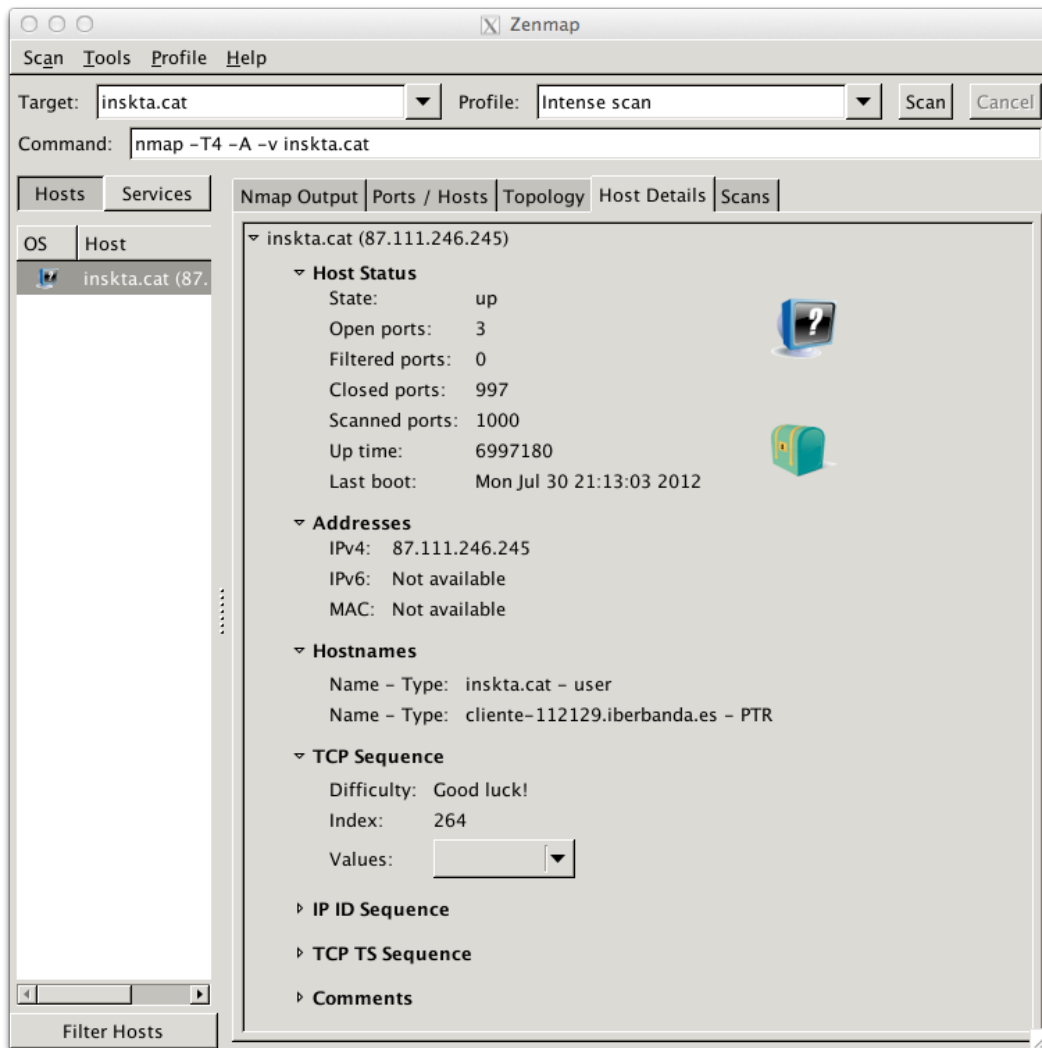 Zenmap
Scan Tools Profile Help
Target: inskta.cat Profile: Intense scan Scan Cancel
Command: nmap -T4 -A -v inskta.cat
Hosts Services
Nmap Output Ports / Hosts Topology Host Details Scans
OS Host
inskta.cat (87.
inskta.cat (87.111.246.245)
Host Status
State: up
Open ports: 3
Filtered ports: 0
Closed ports: 997
Scanned ports: 1000
Up time: 6997180
Last boot: Mon Jul 30 21:13:03 2012
Addresses
IPv4: 87.111.246.245
IPv6: Not available
MAC: Not available
Hostnames
Name - Type: inskta.cat - user
Name - Type: cliente-112129.iberbanda.es - PTR
TCP Sequence
Difficulty: Good luck!
Index: 264
Values:
IP ID Sequence
TCP TS Sequence
Comments
Filter Hosts